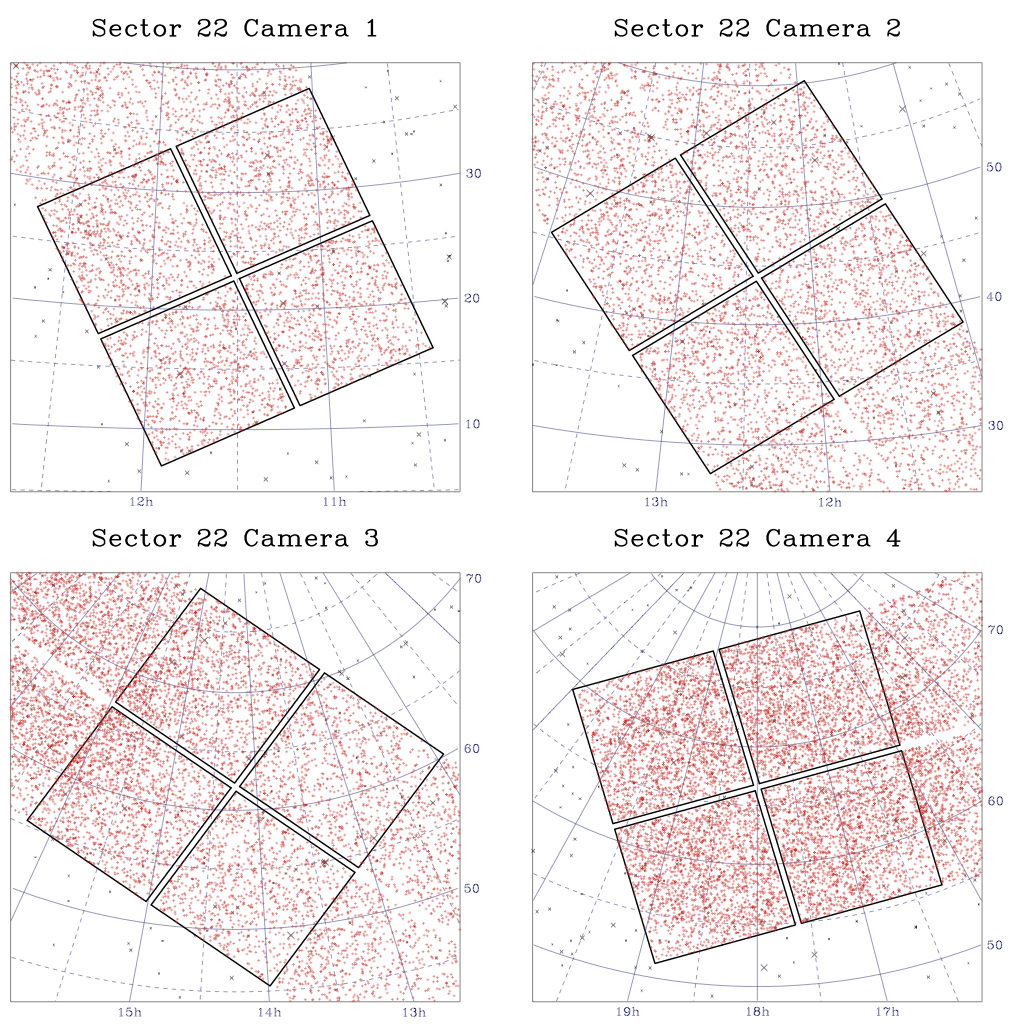 Sector 22 Camera 1
Sector 22 Camera 2
30
20
10
12h
11h
50
40
30
13h
12h
Sector 22 Camera 3
Sector 22 Camera 4
70
60
50
15h
14h
13h
70
60
50
19h
18h
17h